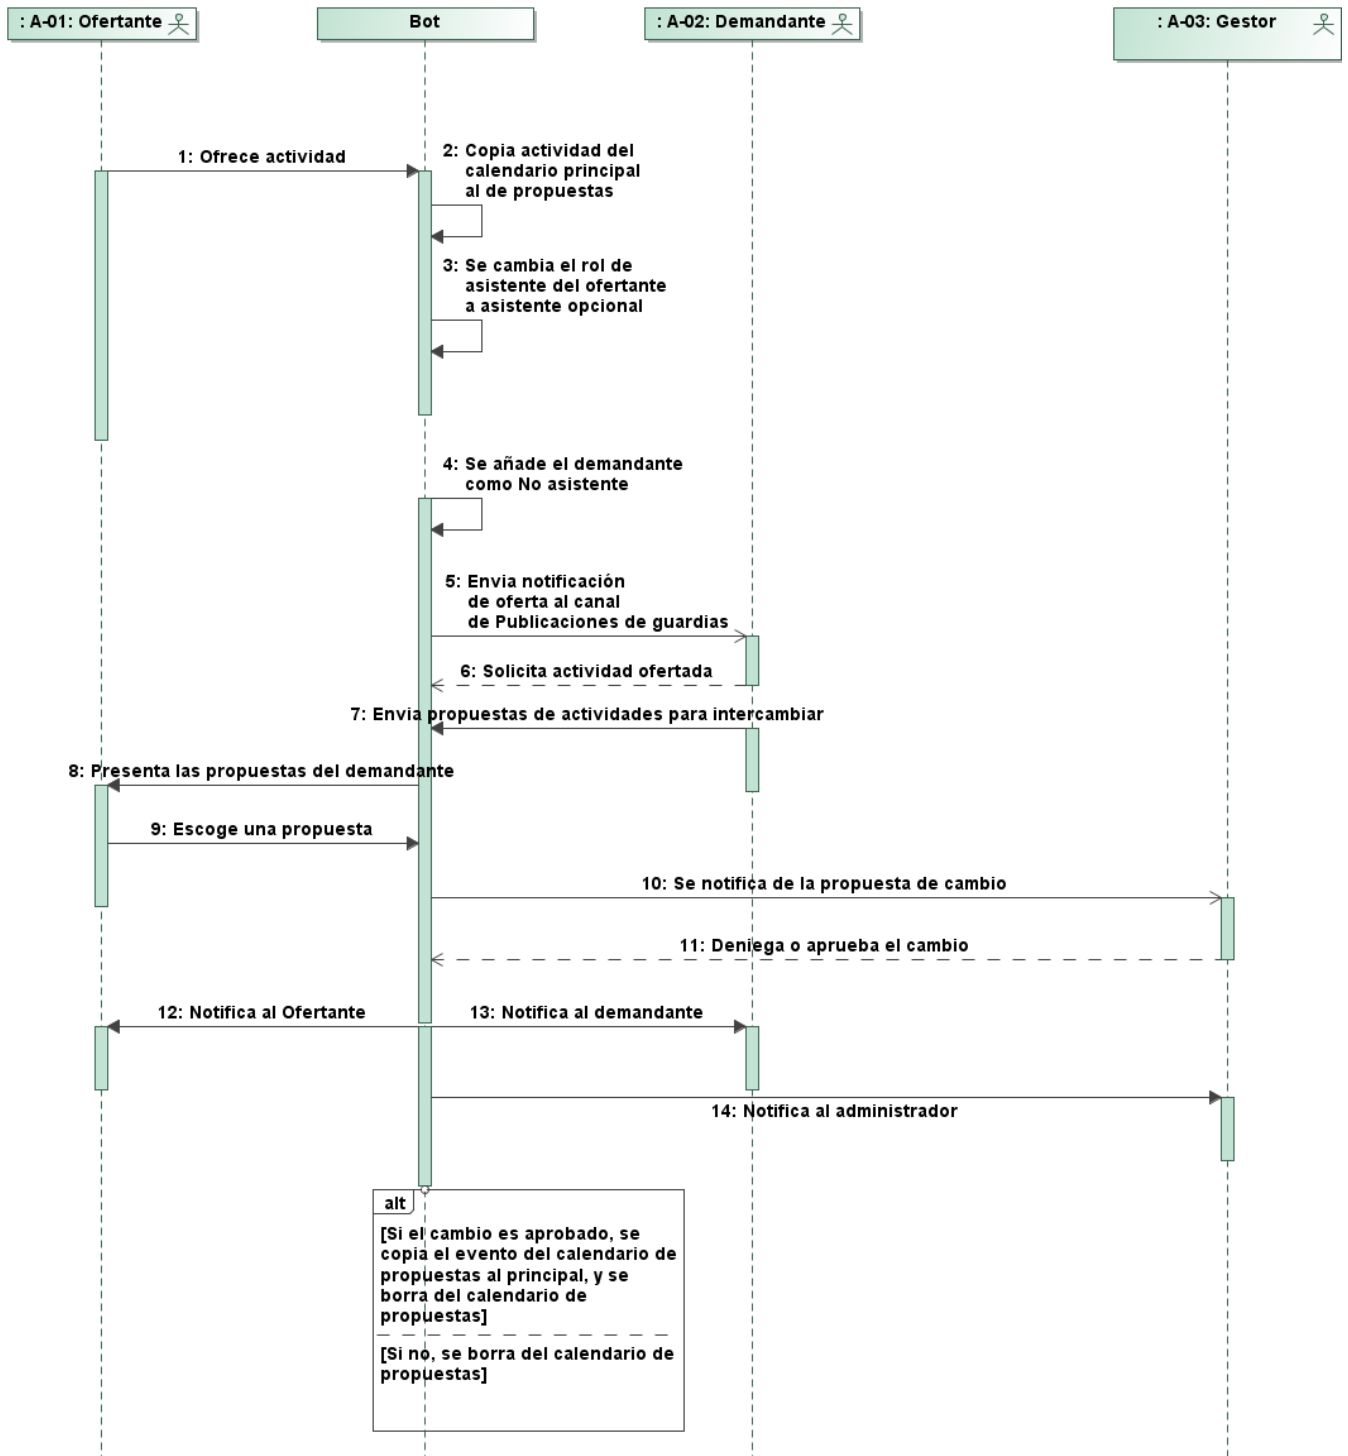 : A-01: Ofertante
Bot
: A-02: Demandante
: A-03: Gestor
1: Ofrece actividad
2: Copia actividad del
calendario principal
al de propuestas
3: Se cambia el rol de
asistente del ofertante
a asistente opcional
4: Se añade el demandante
como No asistente
5: Envia notificación
de oferta al canal
de Publicaciones de guardias
6: Solicita actividad ofertada
7: Envia propuestas de actividades para intercambiar
8: Presenta las propuestas del demandante
9: Escoge una propuesta
10: Se notifica de la propuesta de cambio
11: Deniega o aprueba el cambio
12: Notifica al Ofertante
13: Notifica al demandante
14: Notifica al administrador
alt
[Si el cambio es aprobado, se
copia el evento del calendario de
propuestas al principal, y se
borra del calendario de
propuestas]
[Si no, se borra del calendario de
propuestas]